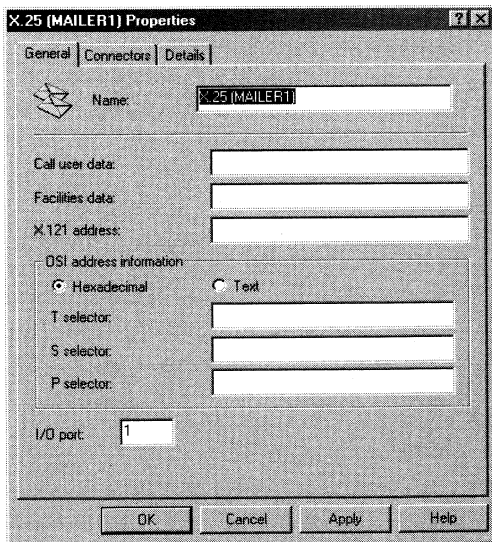 X.25 (MAILER1) Properties
General Connectors Details
Name: X.25 (MAILER1)
Call user data:
Facilities data:
X.121 address:
OSI address information
Hexadecimal Text
T selector:
S selector:
P selector:
I/O port: 1
OK Cancel Apply Help